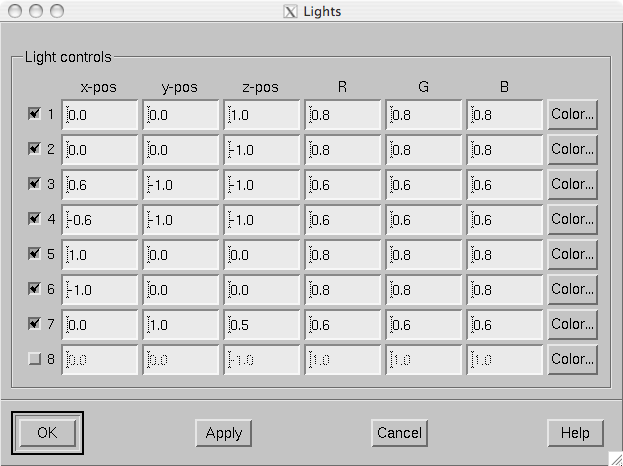 Lights
Light controls
x-pos y-pos z-pos R G B
1 0.0 0.0 1.0 0.8 0.8 0.8 Color...
2 0.0 0.0 -1.0 0.8 0.8 0.8 Color...
3 0.6 -1.0 -1.0 0.6 0.6 0.6 Color...
4 -0.6 -1.0 -1.0 0.6 0.6 0.6 Color...
5 1.0 0.0 0.0 0.8 0.8 0.8 Color...
6 -1.0 0.0 0.0 0.8 0.8 0.8 Color...
7 0.0 1.0 0.5 0.6 0.6 0.6 Color...
8 0.0 0.0 -1.0 1.0 1.0 1.0 Color...
OK Apply Cancel Help